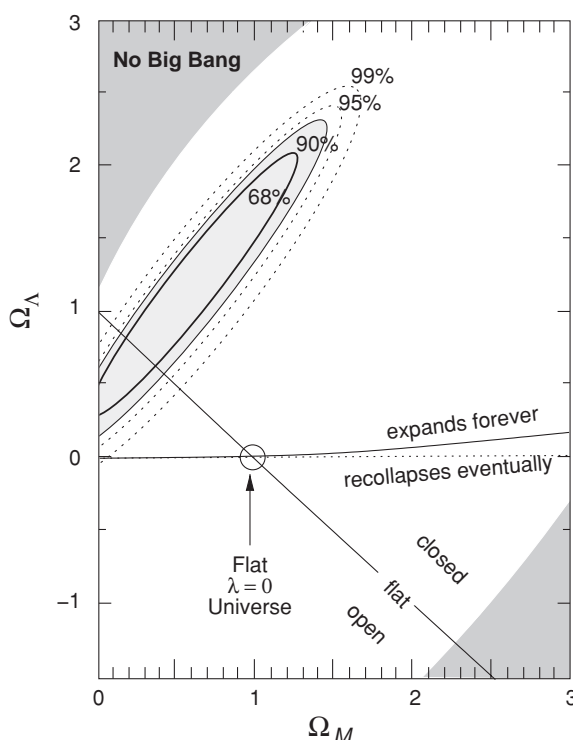 3
No Big Bang
99%
95%
90%
2
68%
1
Ω_Λ
expands forever
0
recollapses eventually
Flat
λ = 0
Universe
closed
flat
open
−1
0
1
2
3
Ω_M